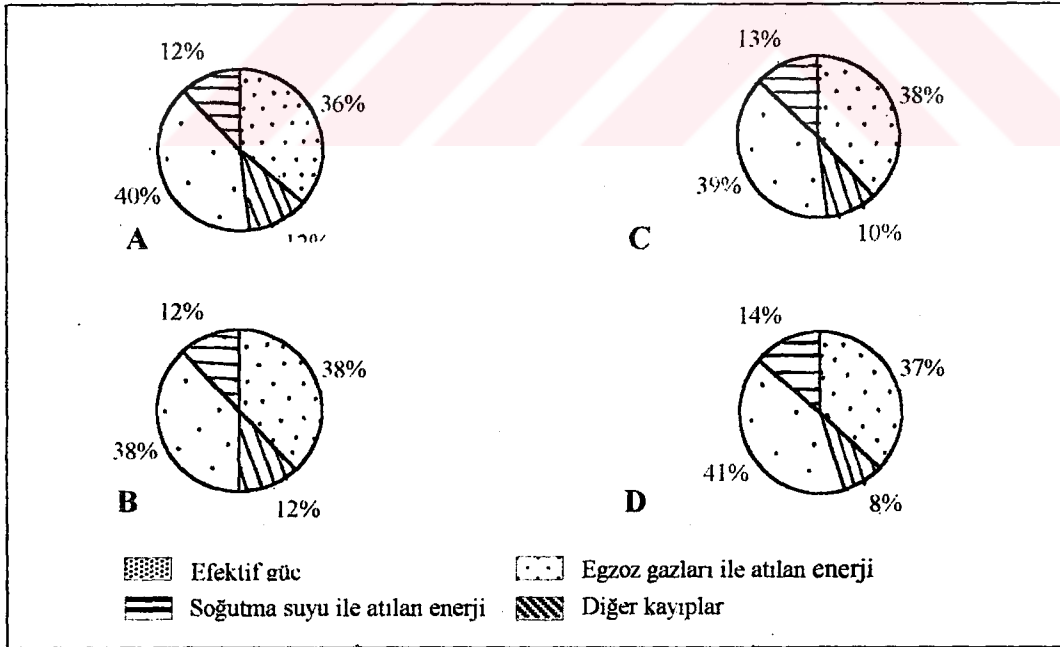 12%
36%
40%
12%
A
13%
38%
39%
10%
C
12%
38%
38%
12%
B
14%
37%
41%
8%
D
Efektif güc
Egzoz gazları ile atılan enerji
Soğutma suyu ile atılan enerji
Diğer kayıplar